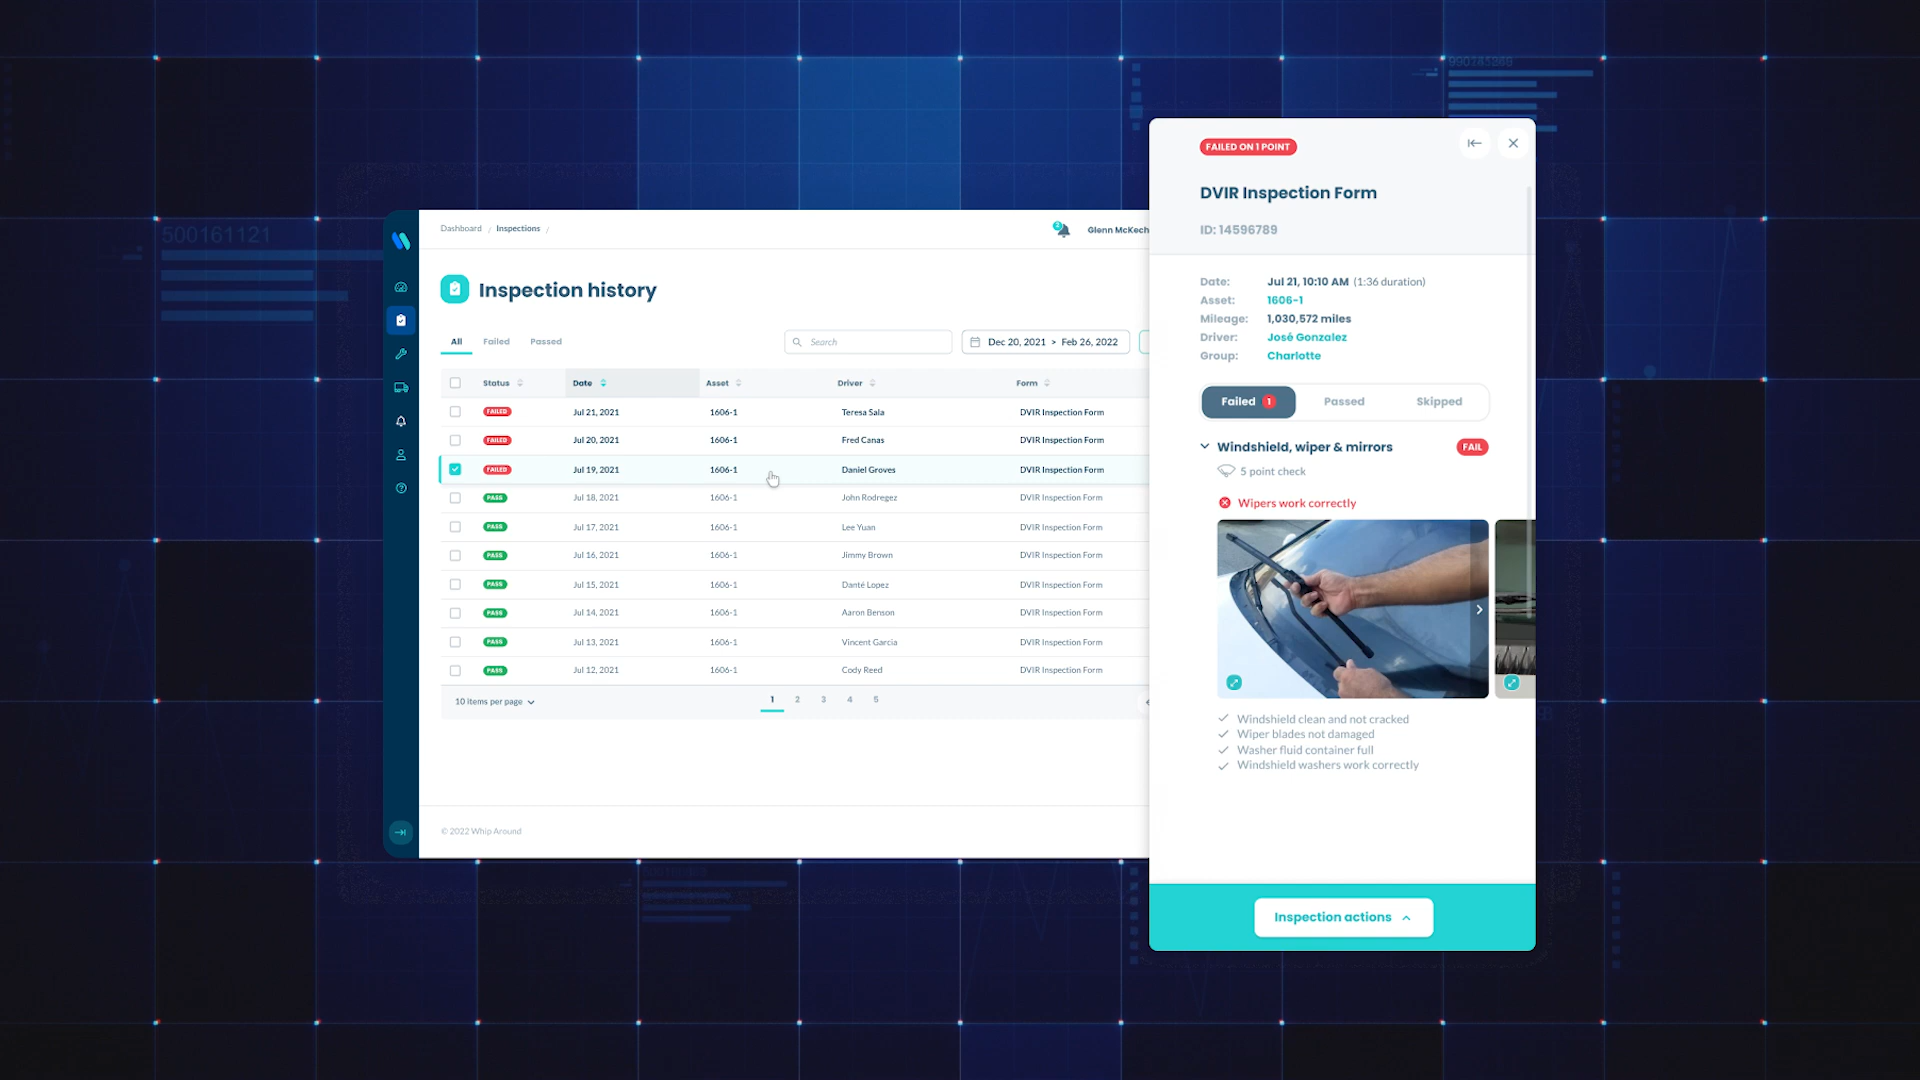 990245269
500161121
Dashboard / Inspections /
Glenn McKech
Inspection history
All Failed Passed
Search
Dec 20, 2021 > Feb 26, 2022
Status Date Asset Driver Form
FAILED Jul 21, 2021 1606-1 Teresa Sala DVIR Inspection Form
FAILED Jul 20, 2021 1606-1 Fred Canas DVIR Inspection Form
FAILED Jul 19, 2021 1606-1 Daniel Groves DVIR Inspection Form
PASS Jul 18, 2021 1606-1 John Rodregez DVIR Inspection Form
PASS Jul 17, 2021 1606-1 Lee Yuan DVIR Inspection Form
PASS Jul 16, 2021 1606-1 Jimmy Brown DVIR Inspection Form
PASS Jul 15, 2021 1606-1 Danté Lopez DVIR Inspection Form
PASS Jul 14, 2021 1606-1 Aaron Benson DVIR Inspection Form
PASS Jul 13, 2021 1606-1 Vincent Garcia DVIR Inspection Form
PASS Jul 12, 2021 1606-1 Cody Reed DVIR Inspection Form
10 items per page
1 2 3 4 5
© 2022 Whip Around
FAILED ON 1 POINT
DVIR Inspection Form
ID: 14596789
Date: Jul 21, 10:10 AM (1:36 duration)
Asset: 1606-1
Mileage: 1,030,572 miles
Driver: José Gonzalez
Group: Charlotte
Failed 1 Passed Skipped
Windshield, wiper & mirrors FAIL
5 point check
Wipers work correctly
Windshield clean and not cracked
Wiper blades not damaged
Washer fluid container full
Windshield washers work correctly
Inspection actions